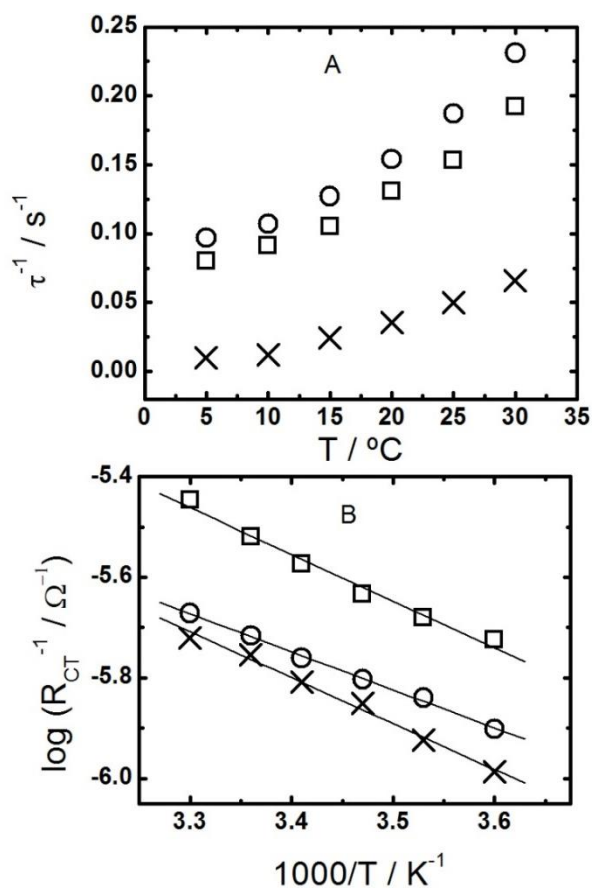 A
0.25
0.20
0.15
0.10
0.05
0.00
τ⁻¹ / s⁻¹
0 5 10 15 20 25 30 35
T / ºC
B
-5.4
-5.6
-5.8
-6.0
log (R_CT⁻¹ / Ω⁻¹)
3.3 3.4 3.5 3.6
1000/T / K⁻¹